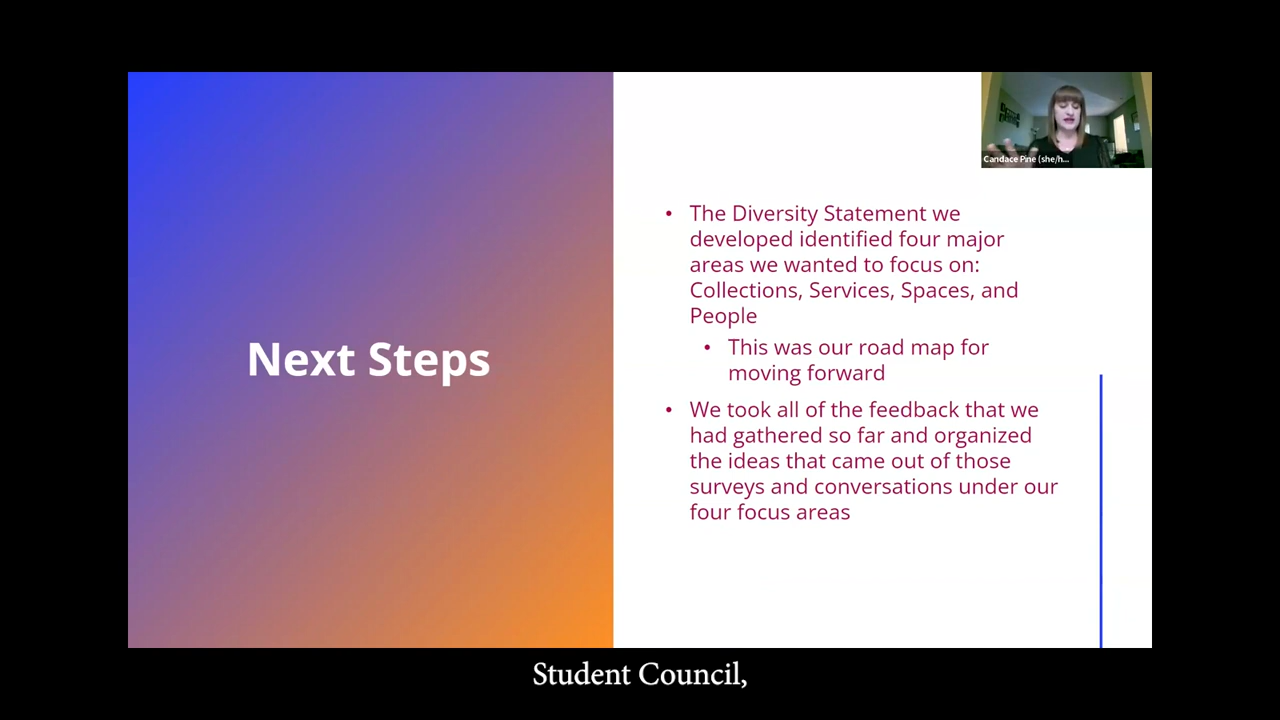 Candace Pine (she/h...
Next Steps
• The Diversity Statement we
developed identified four major
areas we wanted to focus on:
Collections, Services, Spaces, and
People
• This was our road map for
moving forward
• We took all of the feedback that we
had gathered so far and organized
the ideas that came out of those
surveys and conversations under our
four focus areas
Student Council,